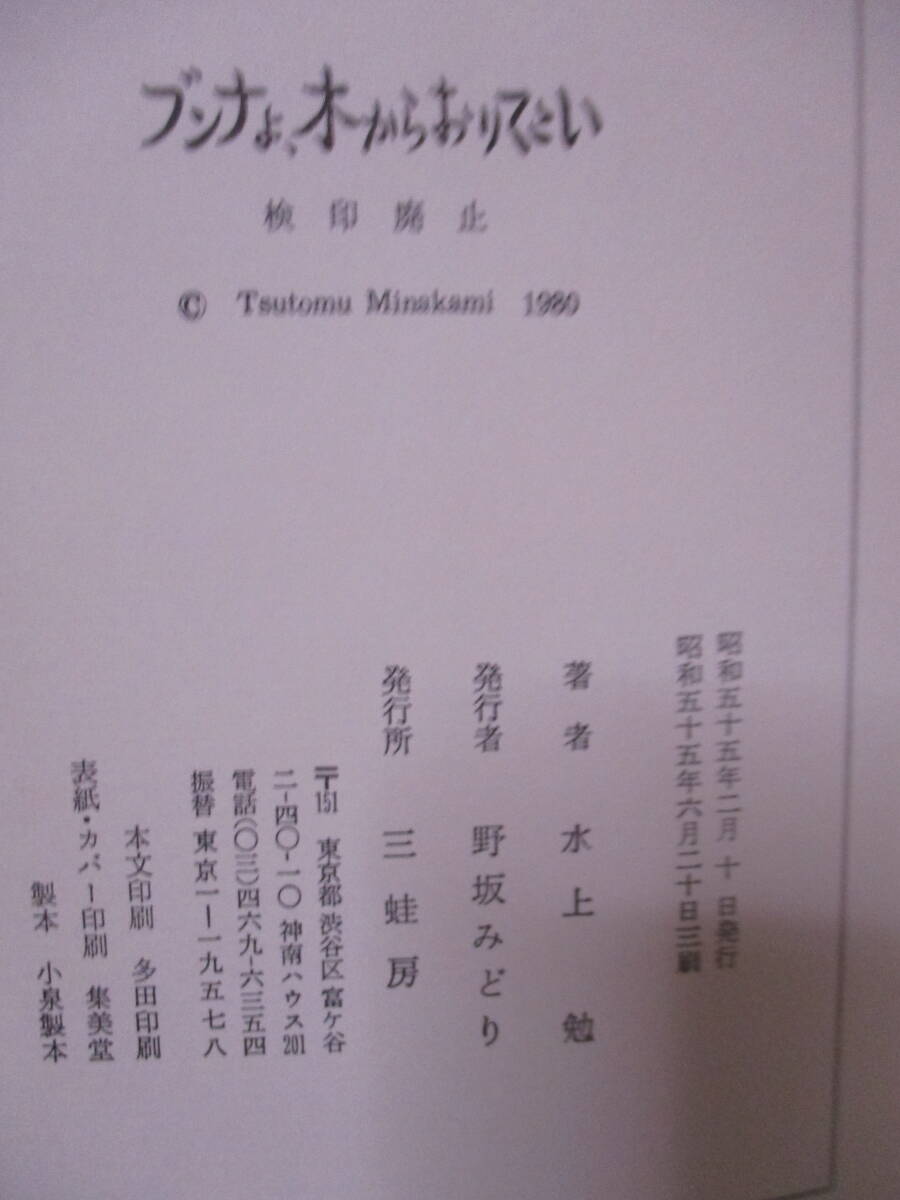 ブンナよ、木からおりてこい
検印廃止
© Tsutomu Minakami 1980
昭和五十五年二月 十 日発行
昭和五十五年六月二十日三刷
著者 水上勉
発行者 野坂みどり
発行所 三蛙房
〒151 東京都渋谷区富ケ谷
二-四〇-一〇 神南ハウス201
電話(〇三)四六九-六三五四
振替 東京一-一九五七八
本文印刷 多田印刷
表紙・カバー印刷 集美堂
製本 小泉製本